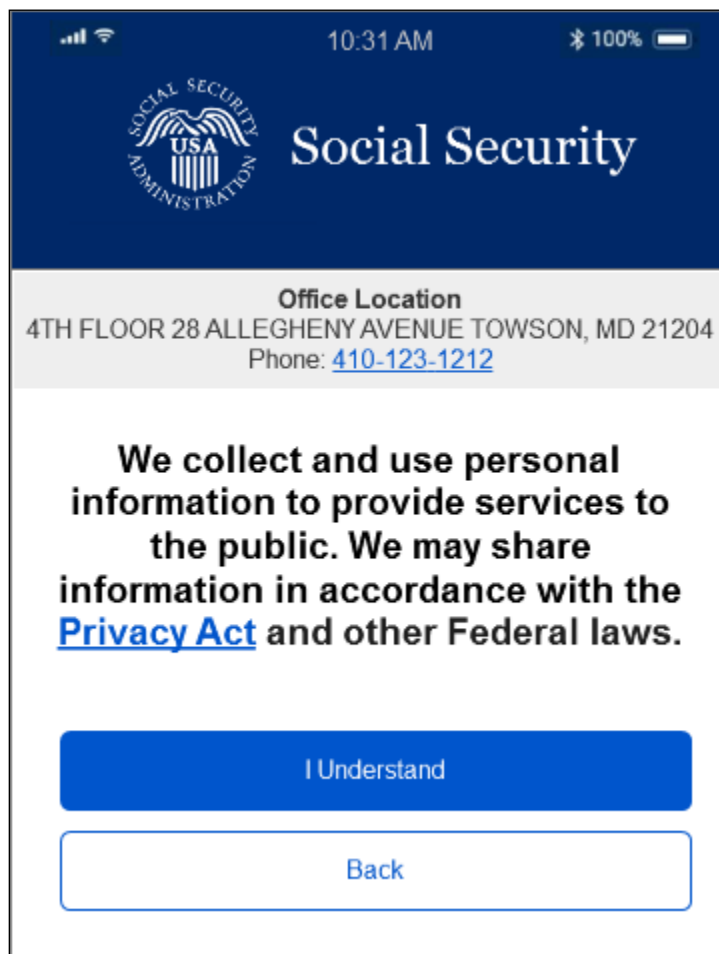 10:31 AM
100%
SOCIAL SECURITY ADMINISTRATION
USA
Social Security
Office Location
4TH FLOOR 28 ALLEGHENY AVENUE TOWSON, MD 21204
Phone: 410-123-1212
We collect and use personal
information to provide services to
the public. We may share
information in accordance with the
Privacy Act and other Federal laws.
I Understand
Back